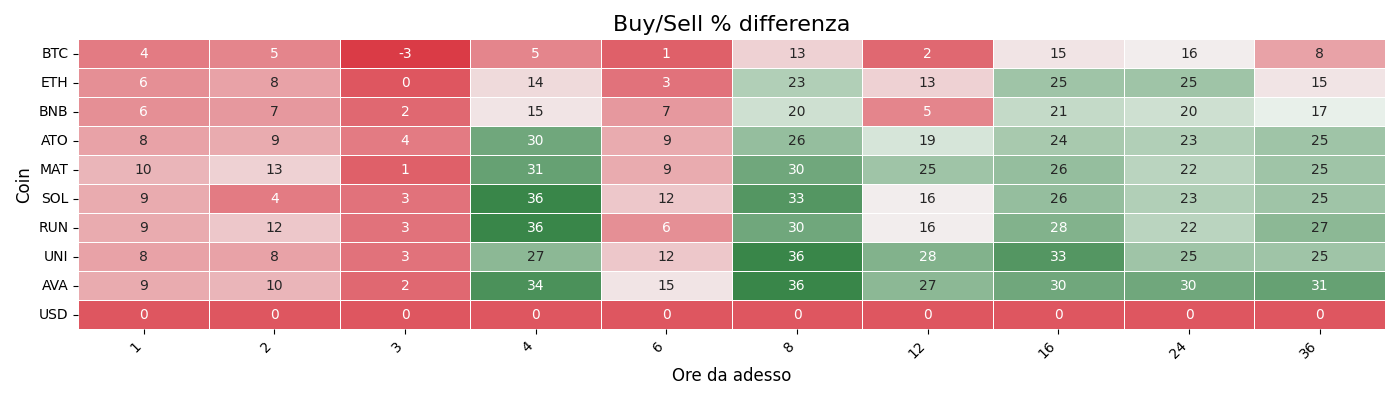 Buy/Sell % differenza
Coin
BTC 4 5 -3 5 1 13 2 15 16 8
ETH 6 8 0 14 3 23 13 25 25 15
BNB 6 7 2 15 7 20 5 21 20 17
ATO 8 9 4 30 9 26 19 24 23 25
MAT 10 13 1 31 9 30 25 26 22 25
SOL 9 4 3 36 12 33 16 26 23 25
RUN 9 12 3 36 6 30 16 28 22 27
UNI 8 8 3 27 12 36 28 33 25 25
AVA 9 10 2 34 15 36 27 30 30 31
USD 0 0 0 0 0 0 0 0 0 0
1 2 3 4 6 8 12 16 24 36
Ore da adesso